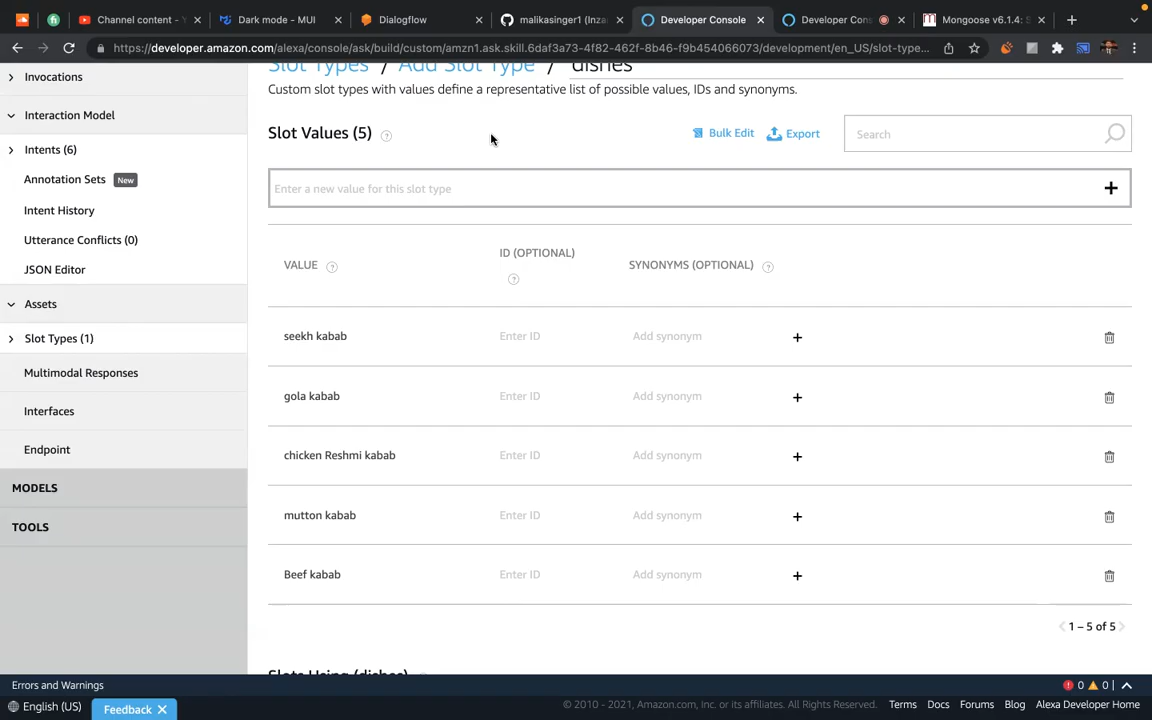 Channel content - Y
Dark mode - MUI
Dialogflow
malikasinger1 (Inza
Developer Console
Developer Con
Mongoose v6.1.4: S
https://developer.amazon.com/alexa/console/ask/build/custom/amzn1.ask.skill.6daf3a73-4f82-462f-8b46-f9b454066073/development/en_US/slot-type...
Invocations
Interaction Model
Intents (6)
Annotation Sets New
Intent History
Utterance Conflicts (0)
JSON Editor
Assets
Slot Types (1)
Multimodal Responses
Interfaces
Endpoint
MODELS
TOOLS
Slot Types / Add Slot Type / dishes
Custom slot types with values define a representative list of possible values, IDs and synonyms.
Slot Values (5)
Bulk Edit
Export
Search
Enter a new value for this slot type
VALUE
ID (OPTIONAL)
SYNONYMS (OPTIONAL)
seekh kabab Enter ID Add synonym
gola kabab Enter ID Add synonym
chicken Reshmi kabab Enter ID Add synonym
mutton kabab Enter ID Add synonym
Beef kabab Enter ID Add synonym
1 – 5 of 5
Slots Using (dishes)
Errors and Warnings
0 0
English (US)
Feedback
© 2010 - 2021, Amazon.com, Inc. or its affiliates. All Rights Reserved.
Terms Docs Forums Blog Alexa Developer Home